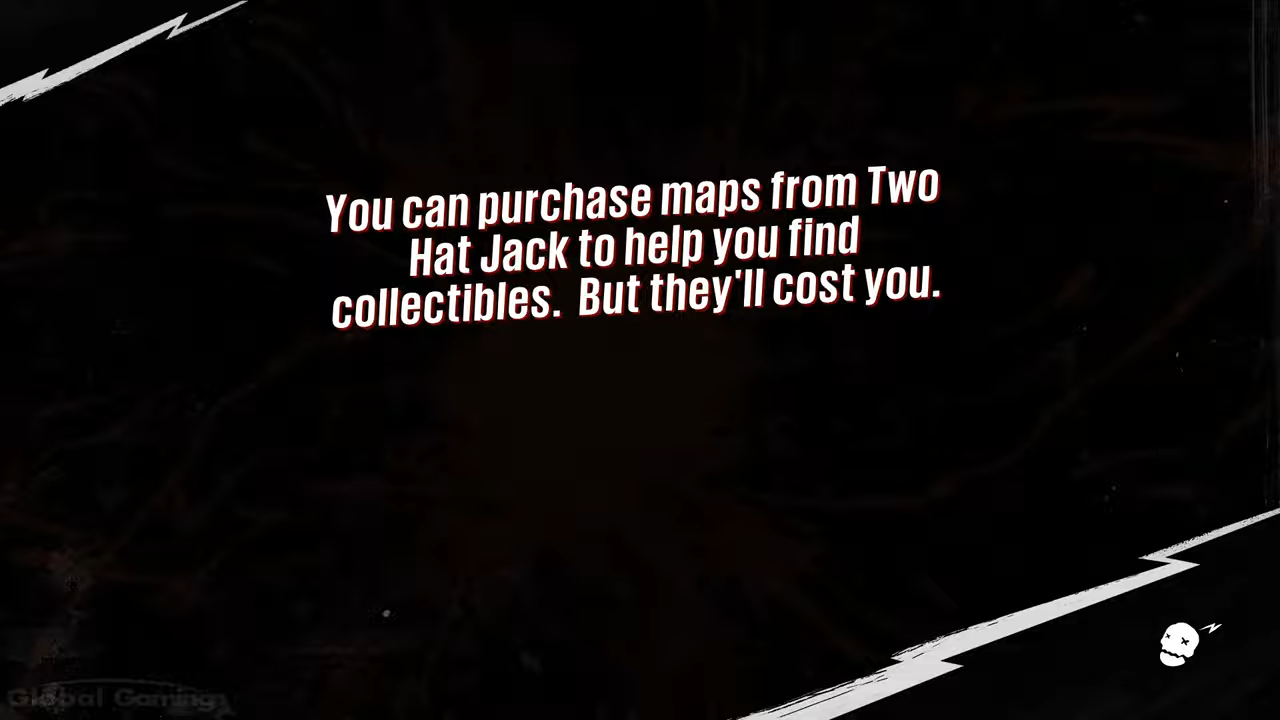 You can purchase maps from Two
Hat Jack to help you find
collectibles.  But they'll cost you.
Global Gaming